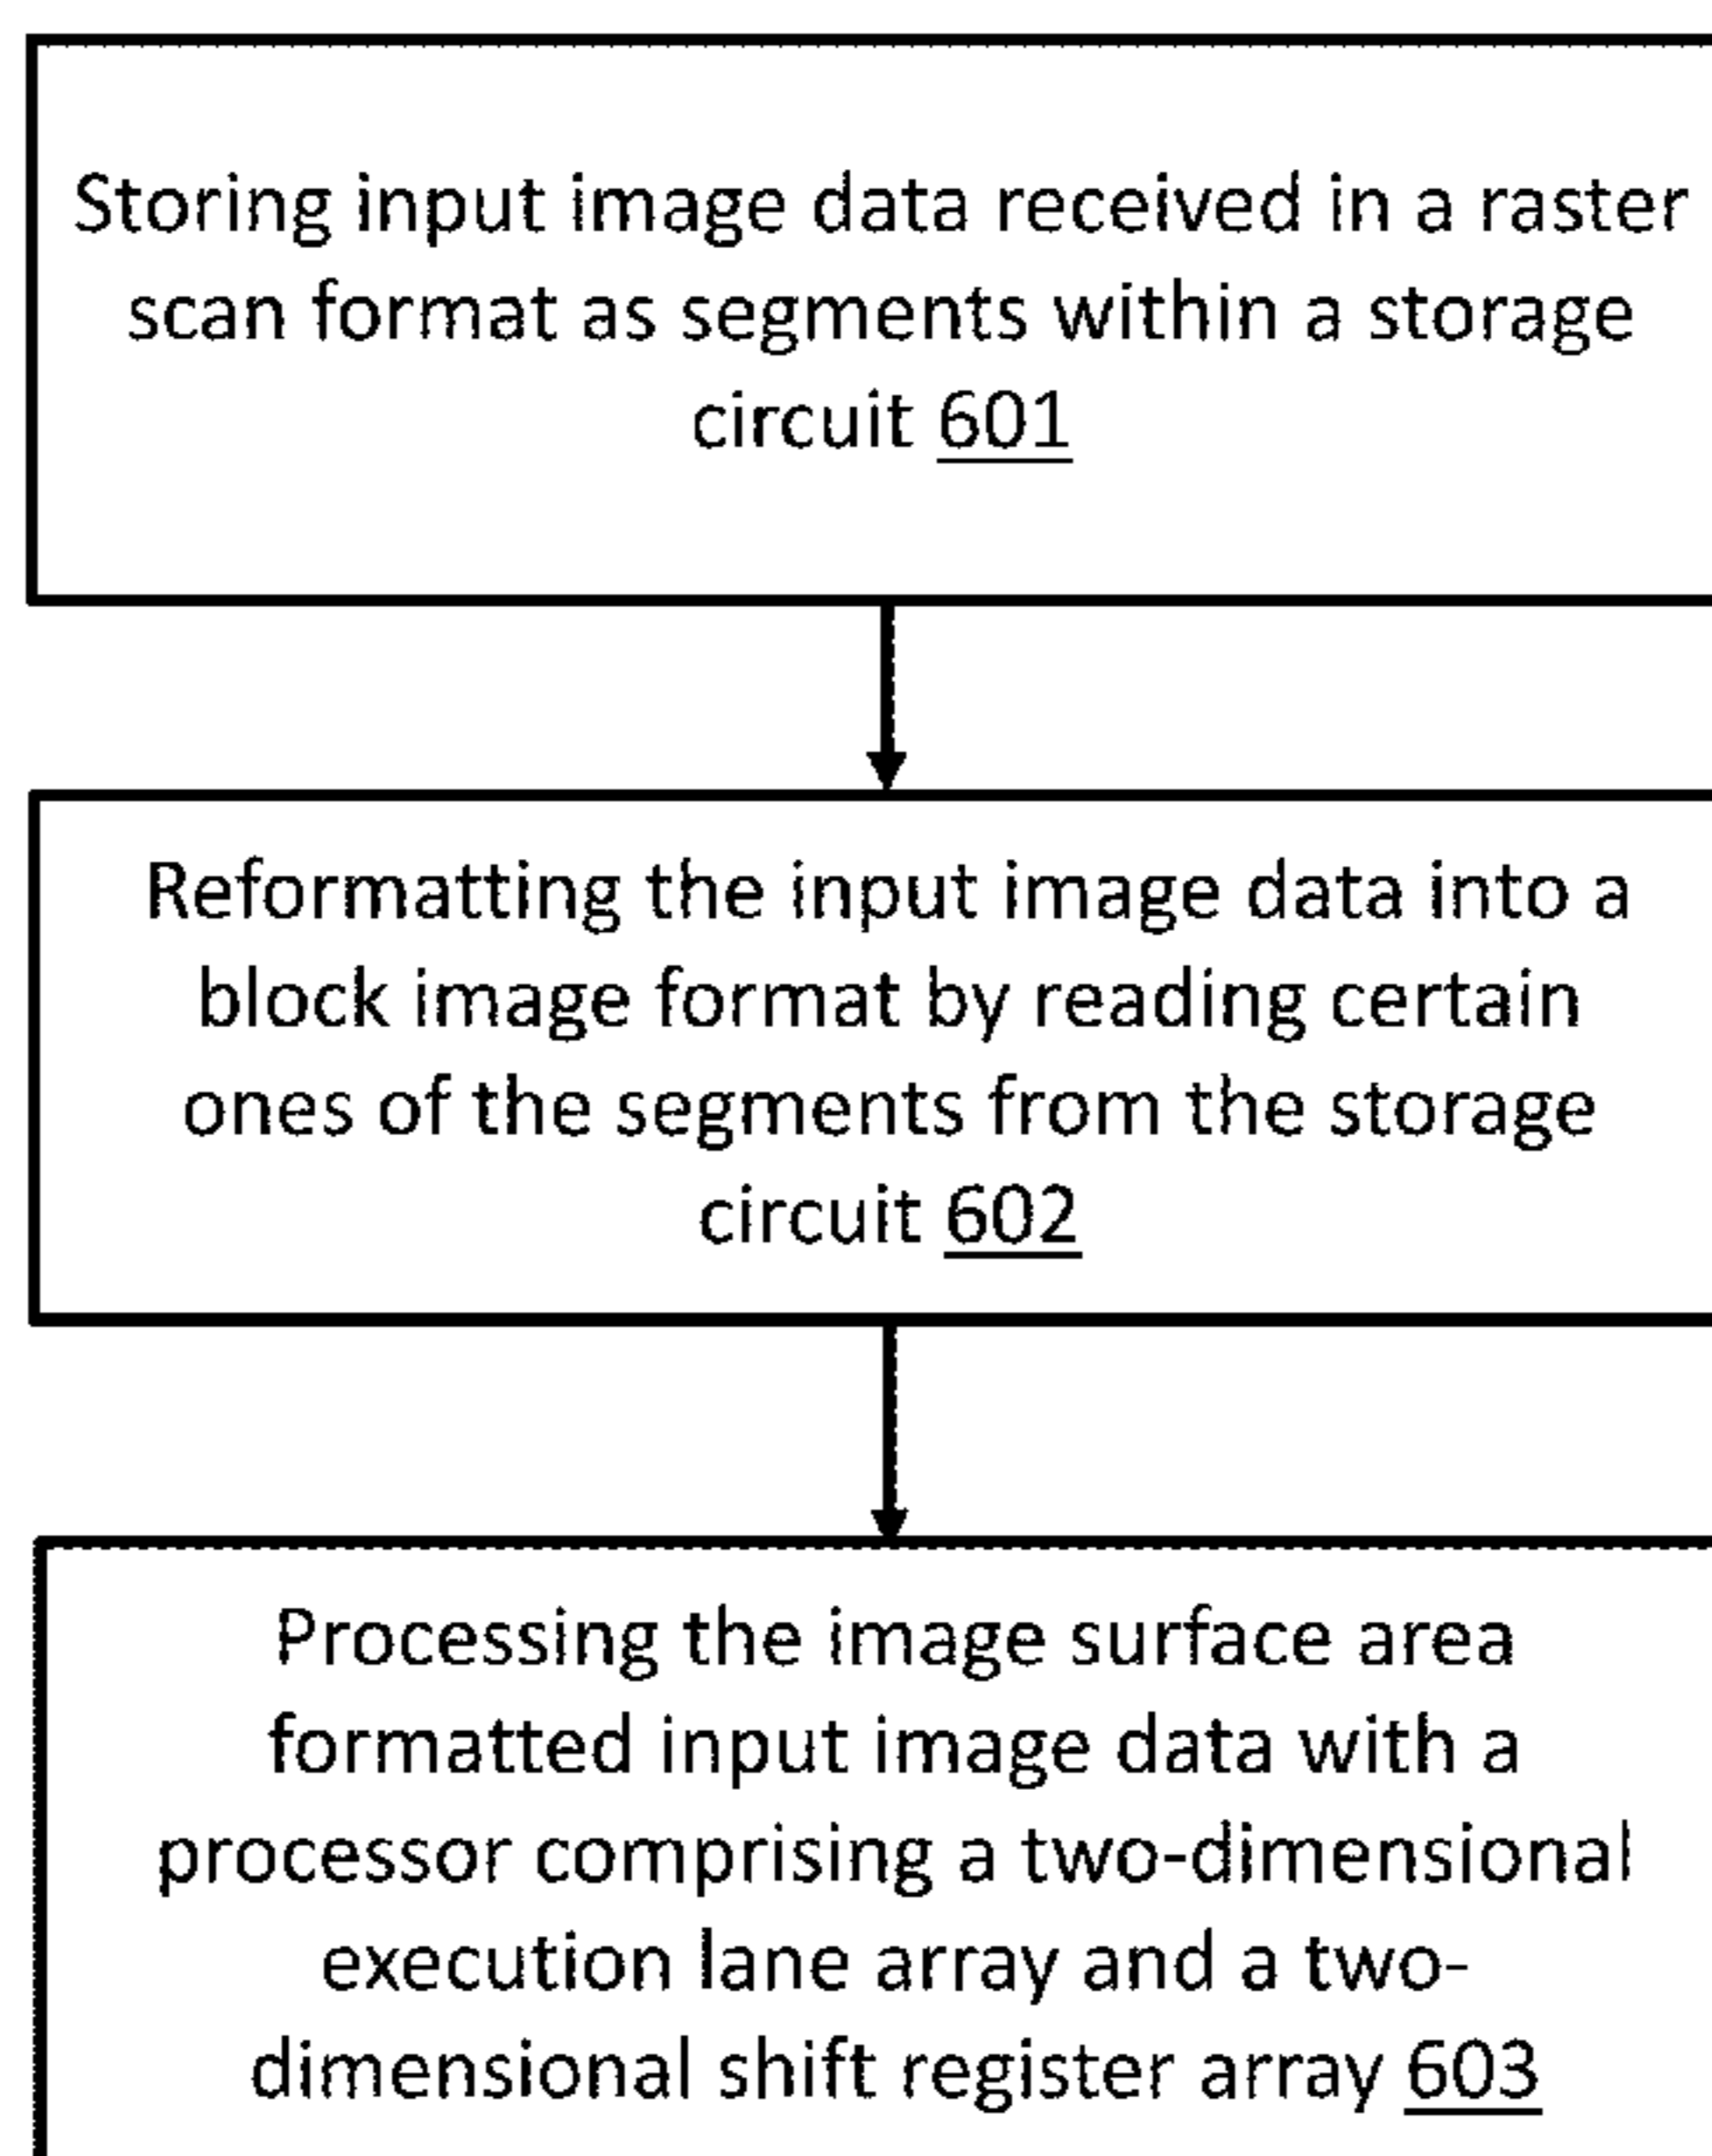 Storing input image data received in a raster
scan format as segments within a storage
circuit 601
Reformatting the input image data into a
block image format by reading certain
ones of the segments from the storage
circuit 602
Processing the image surface area
formatted input image data with a
processor comprising a two-dimensional
execution lane array and a two-
dimensional shift register array 603